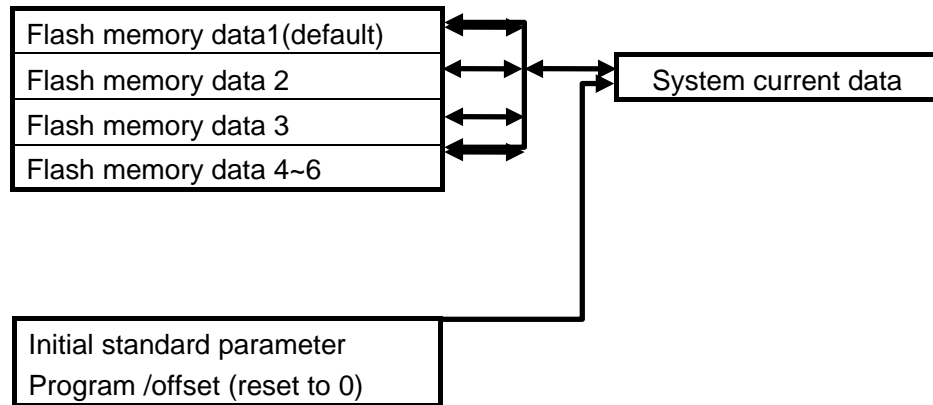 Flash memory data1(default)
Flash memory data 2
Flash memory data 3
Flash memory data 4~6
System current data
Initial standard parameter
Program /offset (reset to 0)